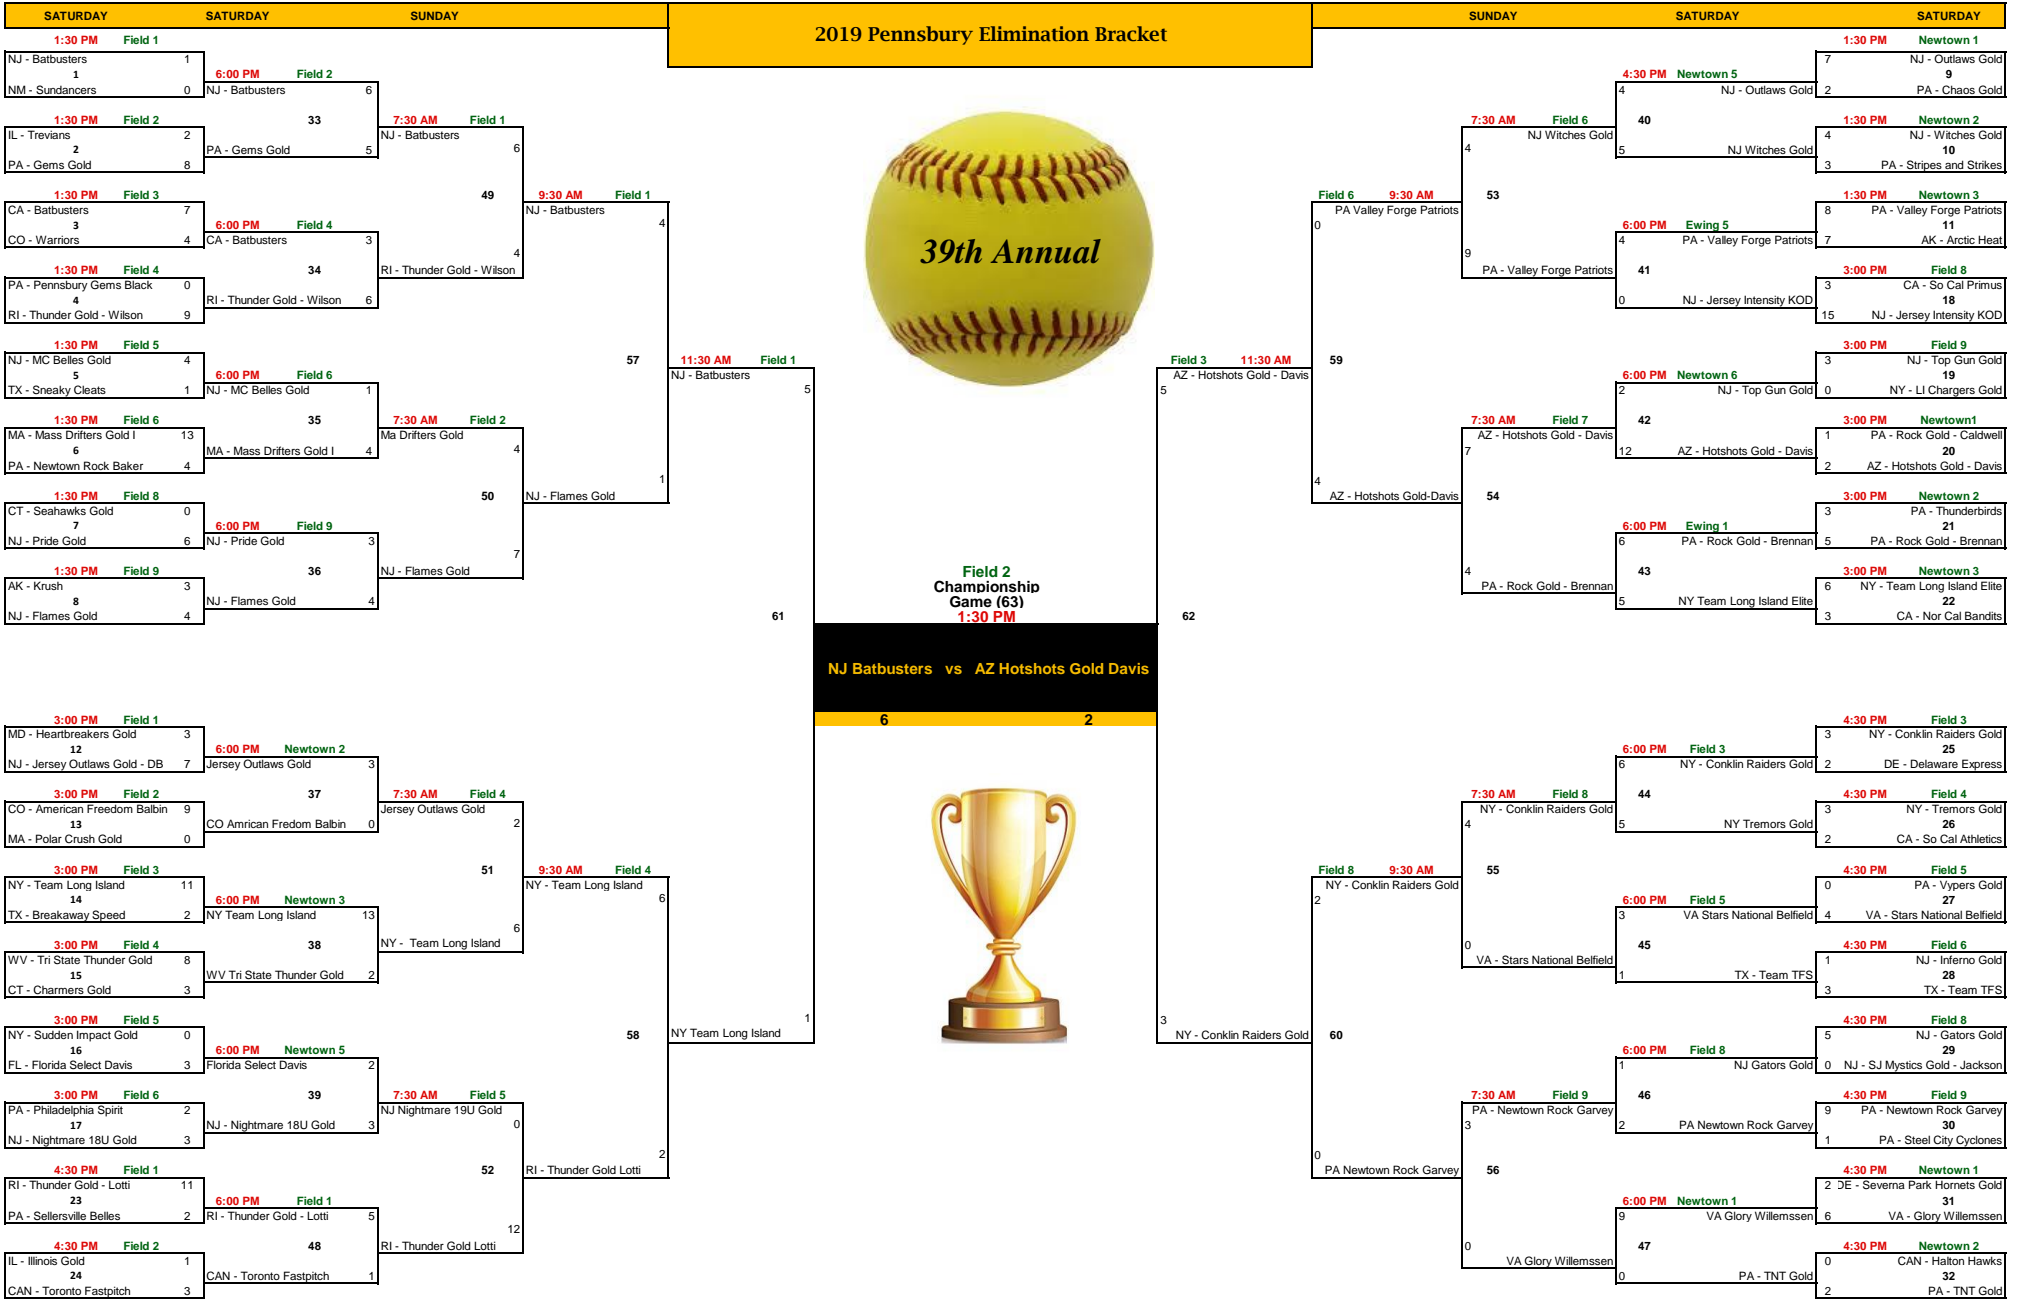 SATURDAY SATURDAY SUNDAY
2019 Pennsbury Elimination Bracket
SUNDAY SATURDAY SATURDAY
1:30 PM Field 1
NJ - Batbusters 1
1
NM - Sundancers 0
1:30 PM Field 2
IL - Trevians 2
2
PA - Gems Gold 8
1:30 PM Field 3
CA - Batbusters 7
3
CO - Warriors 4
1:30 PM Field 4
PA - Pennsbury Gems Black 0
4
RI - Thunder Gold - Wilson 9
1:30 PM Field 5
NJ - MC Belles Gold 4
5
TX - Sneaky Cleats 1
1:30 PM Field 6
MA - Mass Drifters Gold I 13
6
PA - Newtown Rock Baker 4
1:30 PM Field 8
CT - Seahawks Gold 0
7
NJ - Pride Gold 6
1:30 PM Field 9
AK - Krush 3
8
NJ - Flames Gold 4
6:00 PM Field 2
NJ - Batbusters 6
33
PA - Gems Gold 5
6:00 PM Field 4
CA - Batbusters 3
34
RI - Thunder Gold - Wilson 6
6:00 PM Field 6
NJ - MC Belles Gold 1
35
MA - Mass Drifters Gold I 4
6:00 PM Field 9
NJ - Pride Gold 3
36
NJ - Flames Gold 4
7:30 AM Field 1
NJ - Batbusters
6
49
4
RI - Thunder Gold - Wilson
7:30 AM Field 2
Ma Drifters Gold
4
50
7
NJ - Flames Gold
9:30 AM Field 1
NJ - Batbusters
4
57
1
NJ - Flames Gold
11:30 AM Field 1
NJ - Batbusters
5
61
39th Annual
Field 2
Championship
Game (63)
1:30 PM
NJ Batbusters vs AZ Hotshots Gold Davis
6 2
3:00 PM Field 1
MD - Heartbreakers Gold 3
12
NJ - Jersey Outlaws Gold - DB 7
3:00 PM Field 2
CO - American Freedom Balbin 9
13
MA - Polar Crush Gold 0
3:00 PM Field 3
NY - Team Long Island 11
14
TX - Breakaway Speed 2
3:00 PM Field 4
WV - Tri State Thunder Gold 8
15
CT - Charmers Gold 3
3:00 PM Field 5
NY - Sudden Impact Gold 0
16
FL - Florida Select Davis 3
3:00 PM Field 6
PA - Philadelphia Spirit 2
17
NJ - Nightmare 18U Gold 3
4:30 PM Field 1
RI - Thunder Gold - Lotti 11
23
PA - Sellersville Belles 2
4:30 PM Field 2
IL - Illinois Gold 1
24
CAN - Toronto Fastpitch 3
6:00 PM Newtown 2
Jersey Outlaws Gold 3
37
CO Amrican Fredom Balbin 0
6:00 PM Newtown 3
NY Team Long Island 13
38
WV Tri State Thunder Gold 2
6:00 PM Newtown 5
Florida Select Davis 2
39
NJ - Nightmare 18U Gold 3
6:00 PM Field 1
RI - Thunder Gold - Lotti 5
48
CAN - Toronto Fastpitch 1
7:30 AM Field 4
Jersey Outlaws Gold
2
51
6
NY - Team Long Island
7:30 AM Field 5
NJ Nightmare 19U Gold
0
52
12
RI - Thunder Gold Lotti
9:30 AM Field 4
NY - Team Long Island
6
58
2
RI - Thunder Gold Lotti
1
NY Team Long Island
Field 3 11:30 AM
AZ - Hotshots Gold - Davis
5
62
3
NY - Conklin Raiders Gold
Field 6 9:30 AM
PA Valley Forge Patriots
0
59
4
AZ - Hotshots Gold-Davis
Field 8 9:30 AM
NY - Conklin Raiders Gold
2
60
0
PA Newtown Rock Garvey
7:30 AM Field 6
NJ Witches Gold
4
53
9
PA - Valley Forge Patriots
7:30 AM Field 7
AZ - Hotshots Gold - Davis
7
54
4
PA - Rock Gold - Brennan
7:30 AM Field 8
NY - Conklin Raiders Gold
4
55
0
VA - Stars National Belfield
7:30 AM Field 9
PA - Newtown Rock Garvey
3
56
0
VA Glory Willemssen
4:30 PM Newtown 5
4 NJ - Outlaws Gold
40
5 NJ Witches Gold
6:00 PM Ewing 5
4 PA - Valley Forge Patriots
41
0 NJ - Jersey Intensity KOD
6:00 PM Newtown 6
2 NJ - Top Gun Gold
42
12 AZ - Hotshots Gold - Davis
6:00 PM Ewing 1
6 PA - Rock Gold - Brennan
43
5 NY Team Long Island Elite
6:00 PM Field 3
6 NY - Conklin Raiders Gold
44
5 NY Tremors Gold
6:00 PM Field 5
3 VA Stars National Belfield
45
1 TX - Team TFS
6:00 PM Field 8
1 NJ Gators Gold
46
2 PA Newtown Rock Garvey
6:00 PM Newtown 1
9 VA Glory Willemssen
47
0 PA - TNT Gold
1:30 PM Newtown 1
7 NJ - Outlaws Gold
9
2 PA - Chaos Gold
1:30 PM Newtown 2
4 NJ - Witches Gold
10
3 PA - Stripes and Strikes
1:30 PM Newtown 3
8 PA - Valley Forge Patriots
11
7 AK - Arctic Heat
3:00 PM Field 8
3 CA - So Cal Primus
18
15 NJ - Jersey Intensity KOD
3:00 PM Field 9
3 NJ - Top Gun Gold
19
0 NY - LI Chargers Gold
3:00 PM Newtown1
1 PA - Rock Gold - Caldwell
20
2 AZ - Hotshots Gold - Davis
3:00 PM Newtown 2
3 PA - Thunderbirds
21
5 PA - Rock Gold - Brennan
3:00 PM Newtown 3
6 NY - Team Long Island Elite
22
3 CA - Nor Cal Bandits
4:30 PM Field 3
3 NY - Conklin Raiders Gold
25
2 DE - Delaware Express
4:30 PM Field 4
3 NY - Tremors Gold
26
2 CA - So Cal Athletics
4:30 PM Field 5
0 PA - Vypers Gold
27
4 VA - Stars National Belfield
4:30 PM Field 6
1 NJ - Inferno Gold
28
3 TX - Team TFS
4:30 PM Field 8
5 NJ - Gators Gold
29
0 NJ - SJ Mystics Gold - Jackson
4:30 PM Field 9
9 PA - Newtown Rock Garvey
30
1 PA - Steel City Cyclones
4:30 PM Newtown 1
2 DE - Severna Park Hornets Gold
31
6 VA - Glory Willemssen
4:30 PM Newtown 2
0 CAN - Halton Hawks
32
2 PA - TNT Gold